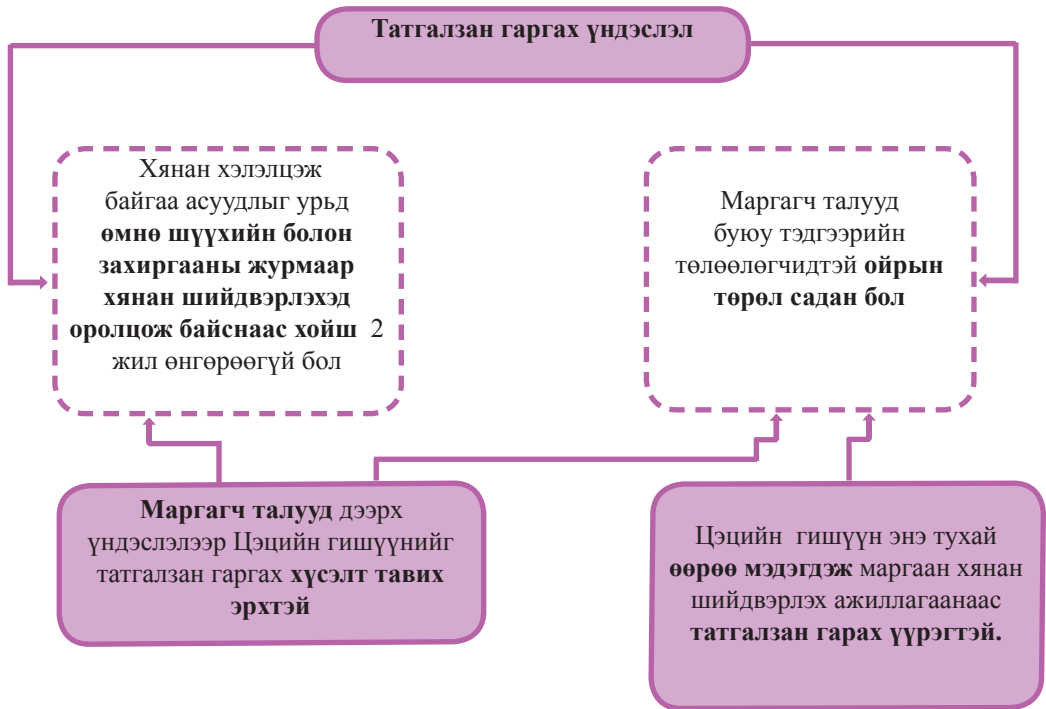 Татгалзан гаргах үндэслэл
Хянан хэлэлцэж
байгаа асуудлыг урьд
өмнө шүүхийн болон
захиргааны журмаар
хянан шийдвэрлэхэд
оролцож байснаас хойш 2
жил өнгөрөөгүй бол
Маргагч талууд
буюу тэдгээрийн
төлөөлөгчидтэй ойрын
төрөл садан бол
Маргагч талууд дээрх
үндэслэлээр Цэцийн гишүүнийг
татгалзан гаргах хүсэлт тавих
эрхтэй
Цэцийн гишүүн энэ тухай
өөрөө мэдэгдэж маргаан хянан
шийдвэрлэх ажиллагаанаас
татгалзан гарах үүрэгтэй.